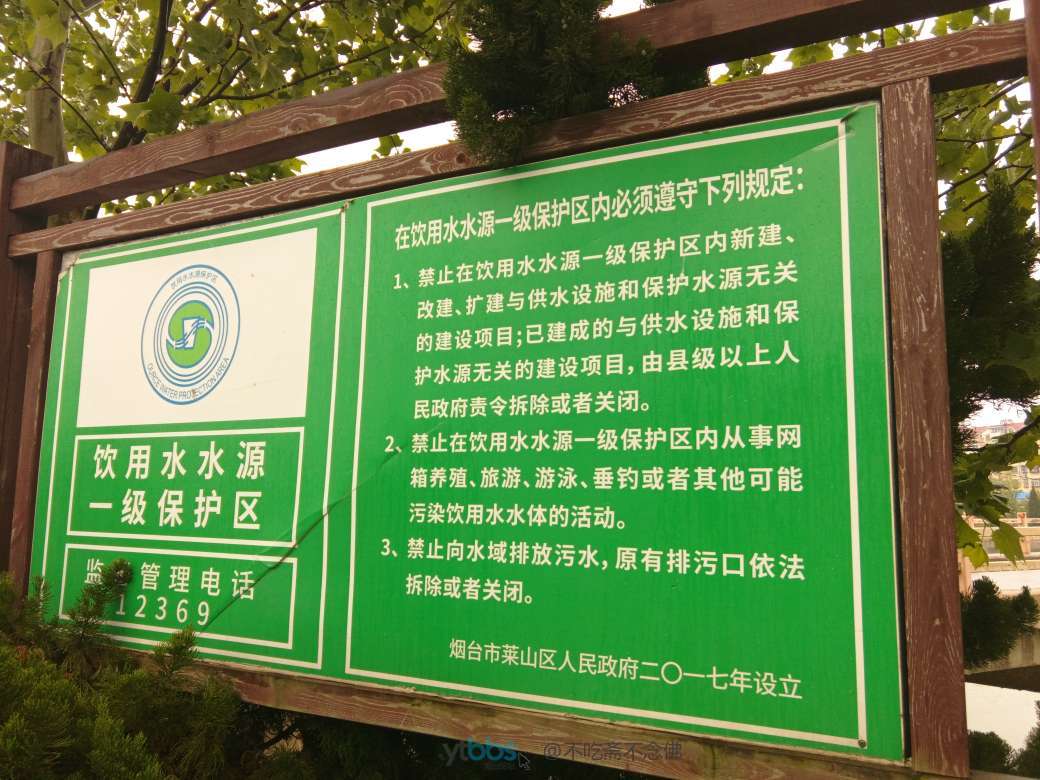 饮用水水源保护区
OURCE WATER PROTECTION AREA
饮用水水源
一级保护区
监 管理电话
12369
在饮用水水源一级保护区内必须遵守下列规定：
1、禁止在饮用水水源一级保护区内新建、
改建、扩建与供水设施和保护水源无关
的建设项目；已建成的与供水设施和保
护水源无关的建设项目，由县级以上人
民政府责令拆除或者关闭。
2、禁止在饮用水水源一级保护区内从事网
箱养殖、旅游、游泳、垂钓或者其他可能
污染饮用水水体的活动。
3、禁止向水域排放污水，原有排污口依法
拆除或者关闭。
烟台市莱山区人民政府二〇一七年设立
ytbbs @不吃斋不念佛